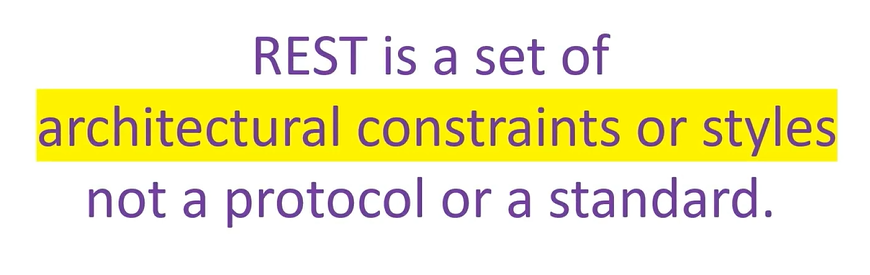 REST is a set of
architectural constraints or styles
not a protocol or a standard.